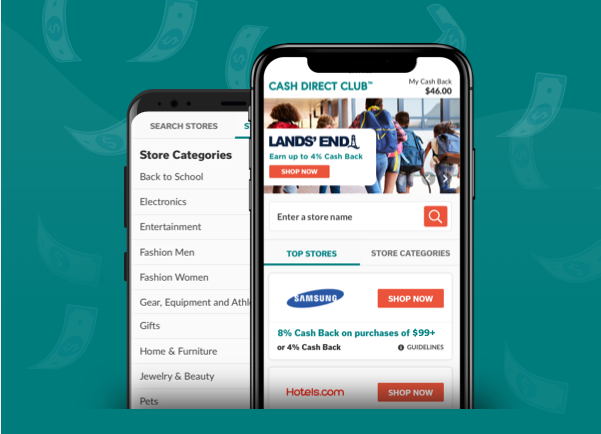 SEARCH STORES
Store Categories
Back to School
Electronics
Entertainment
Fashion Men
Fashion Women
Gear, Equipment and
Gifts
Home & Furniture
Jewelry & Beauty
Pets
CASH DIRECT CLUB™
My Cash Back
$46.00
LANDS' END
Earn up to 4% Cash Back
SHOP NOW
Enter a store name
TOP STORES
STORE CATEGORIES
SAMSUNG
SHOP NOW
8% Cash Back on purchases of $99+
or 4% Cash Back
GUIDELINES
Hotels.com
SHOP NOW